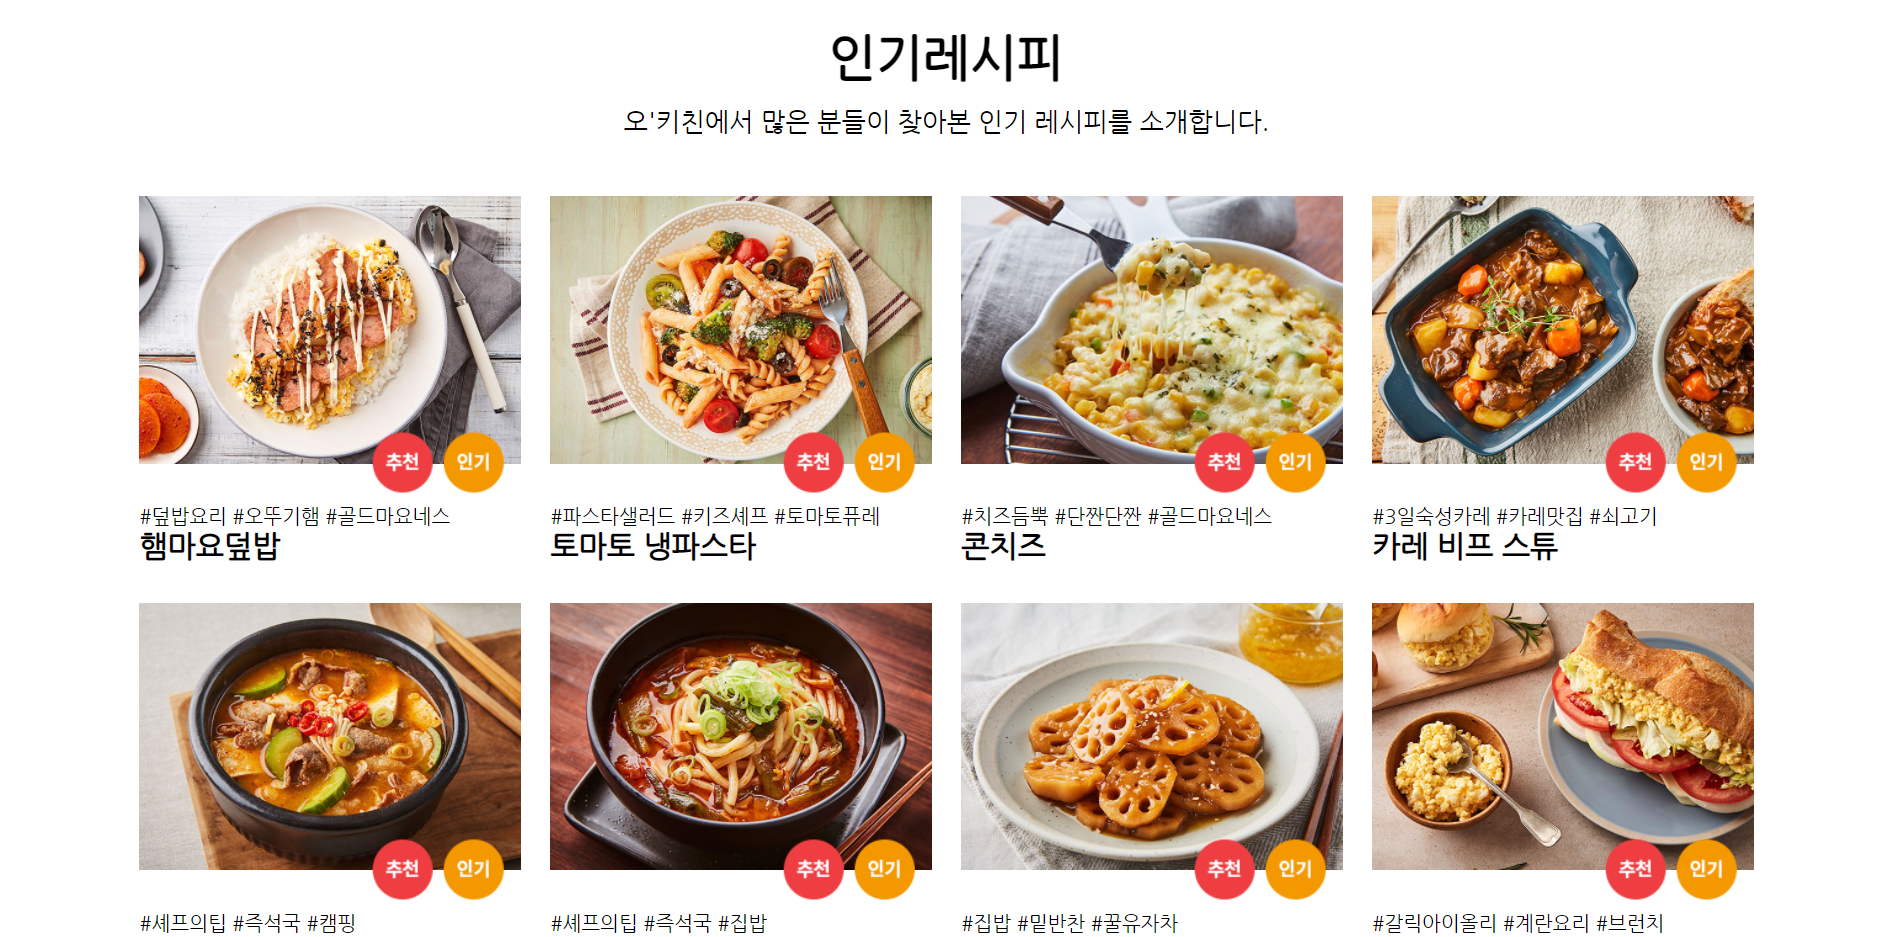 인기레시피
오'키친에서 많은 분들이 찾아본 인기 레시피를 소개합니다.
추천 인기
추천 인기
추천 인기
추천 인기
#덮밥요리 #오뚜기햄 #골드마요네스
햄마요덮밥
#파스타샐러드 #키즈셰프 #토마토퓨레
토마토 냉파스타
#치즈듬뿍 #단짠단짠 #골드마요네스
콘치즈
#3일숙성카레 #카레맛집 #쇠고기
카레 비프 스튜
추천 인기
추천 인기
추천 인기
추천 인기
#셰프의팁 #즉석국 #캠핑
#셰프의팁 #즉석국 #집밥
#집밥 #밑반찬 #꿀유자차
#갈릭아이올리 #계란요리 #브런치